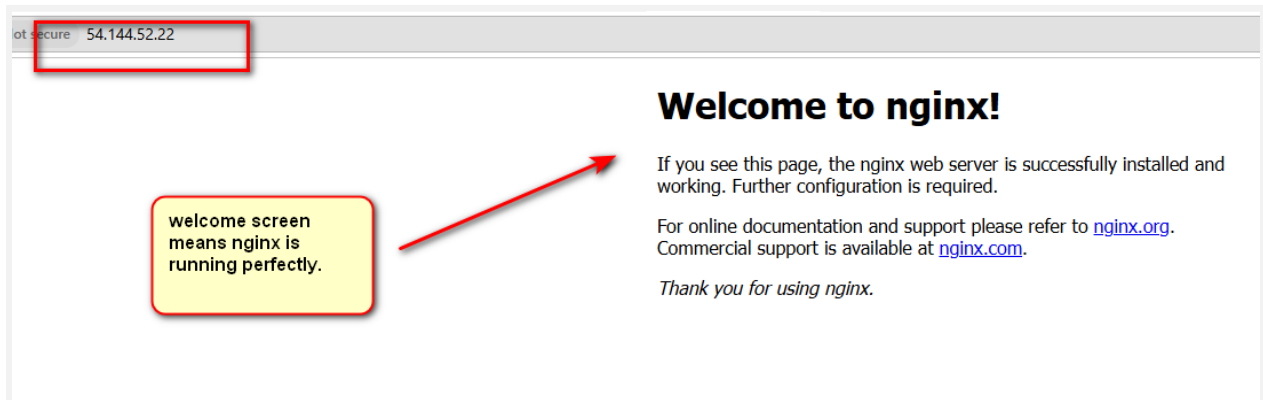 ot secure 54.144.52.22
Welcome to nginx!
If you see this page, the nginx web server is successfully installed and
working. Further configuration is required.
For online documentation and support please refer to nginx.org.
Commercial support is available at nginx.com.
Thank you for using nginx.
welcome screen
means nginx is
running perfectly.